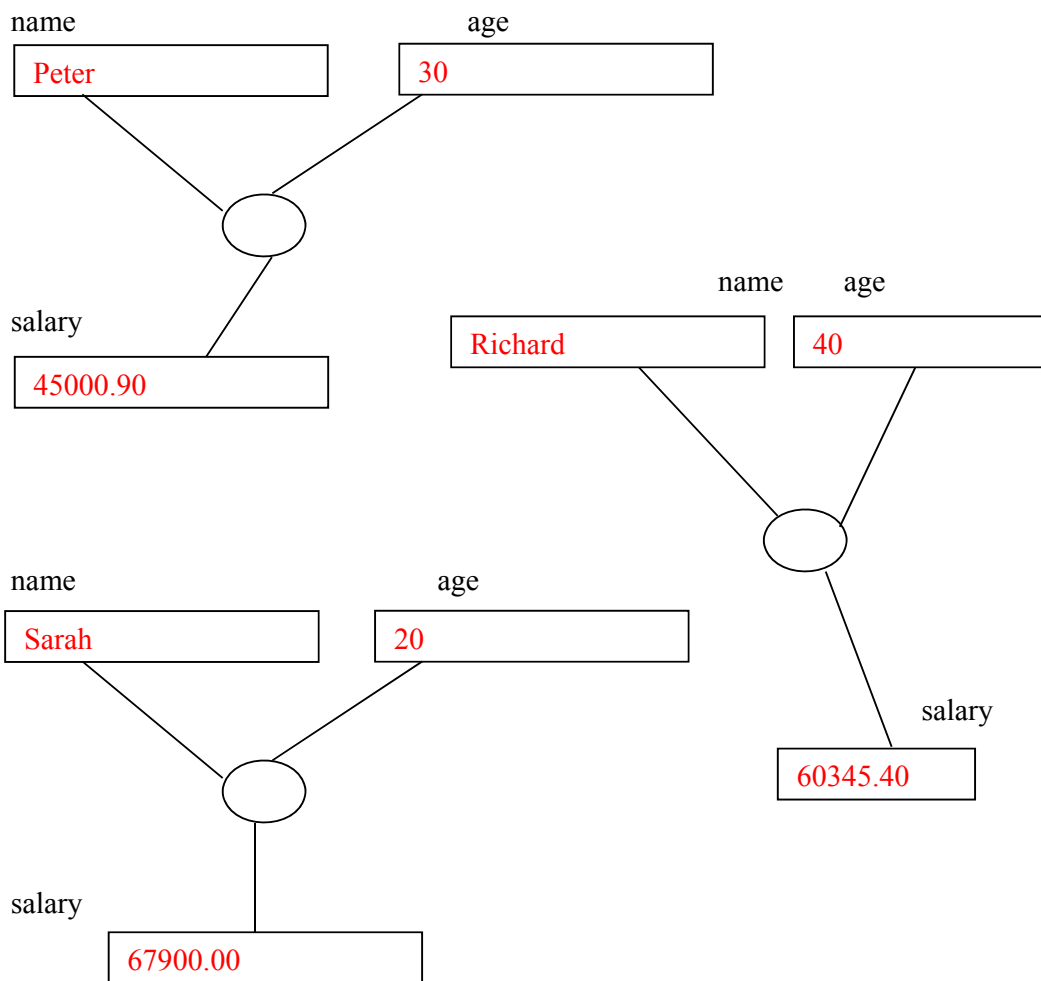 name age
Peter 30
salary
45000.90
name age
Richard 40
salary
60345.40
name age
Sarah 20
salary
67900.00